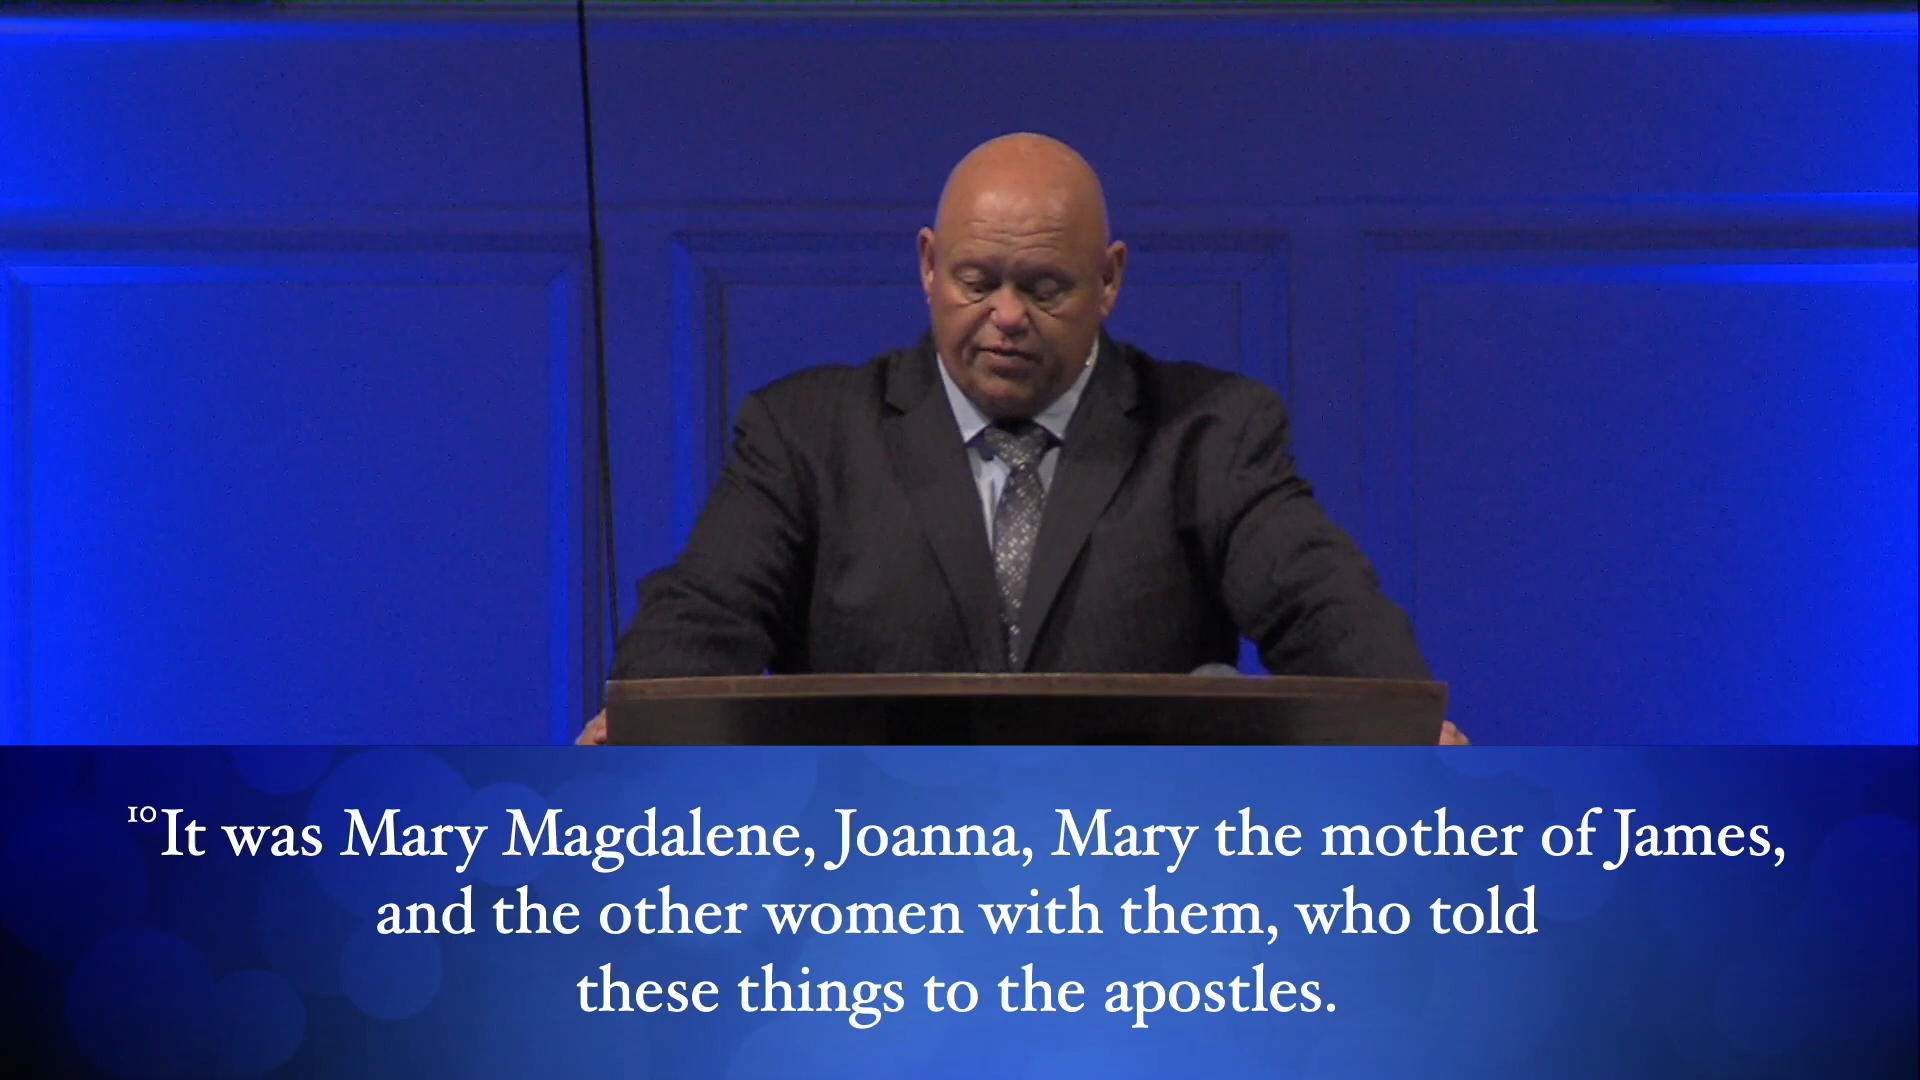 ¹⁰It was Mary Magdalene, Joanna, Mary the mother of James,
and the other women with them, who told
these things to the apostles.